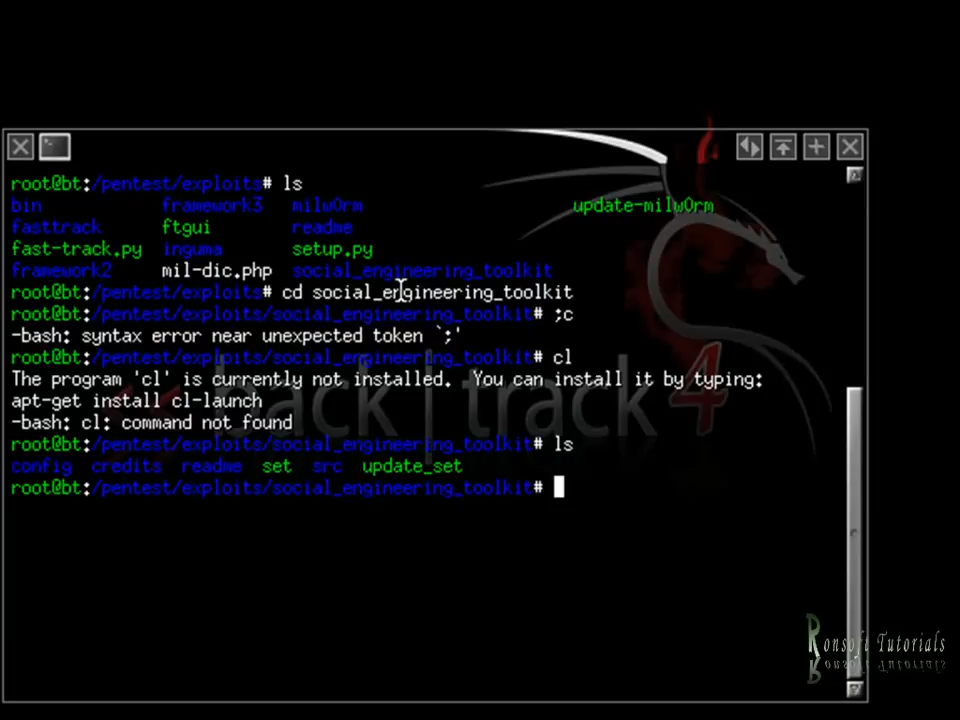 root@bt:/pentest/exploits# ls
bin framework3 milw0rm update-milw0rm
fasttrack ftgui readme
fast-track.py inguma setup.py
framework2 mil-dic.php social_engineering_toolkit
root@bt:/pentest/exploits# cd social_engineering_toolkit
root@bt:/pentest/exploits/social_engineering_toolkit# ;c
-bash: syntax error near unexpected token `;'
root@bt:/pentest/exploits/social_engineering_toolkit# cl
The program 'cl' is currently not installed.  You can install it by typing:
apt-get install cl-launch
-bash: cl: command not found
root@bt:/pentest/exploits/social_engineering_toolkit# ls
config credits readme set src update_set
root@bt:/pentest/exploits/social_engineering_toolkit#
<< back | track 4
Ronsoft Tutorials